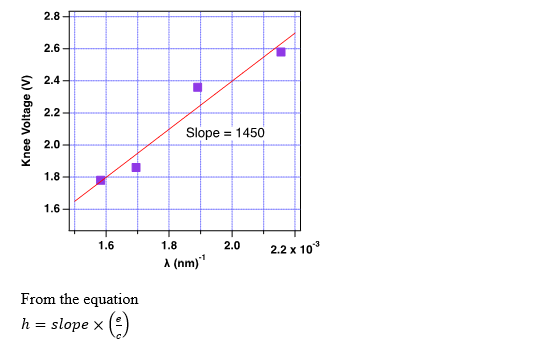 2.8
2.6
2.4
2.2
2.0
1.8
1.6
Knee Voltage (V)
Slope = 1450
1.6 1.8 2.0 2.2 x 10⁻³
λ (nm)⁻¹
From the equation
h = slope × (e/c)